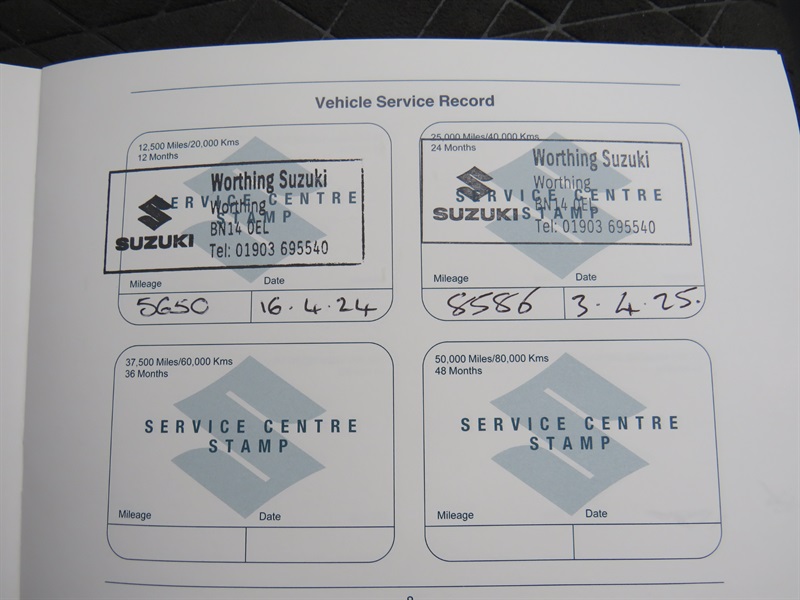 Vehicle Service Record
12,500 Miles/20,000 Kms
12 Months
SERVICE CENTRE
STAMP
Worthing Suzuki
Worthing
BN14 0EL
Tel: 01903 695540
SUZUKI
Mileage Date
5650 16.4.24
25,000 Miles/40,000 Kms
24 Months
SERVICE CENTRE
STAMP
Worthing Suzuki
Worthing
BN14 0EL
Tel: 01903 695540
SUZUKI
Mileage Date
8586 3.4.25.
37,500 Miles/60,000 Kms
36 Months
SERVICE CENTRE
STAMP
Mileage Date
50,000 Miles/80,000 Kms
48 Months
SERVICE CENTRE
STAMP
Mileage Date